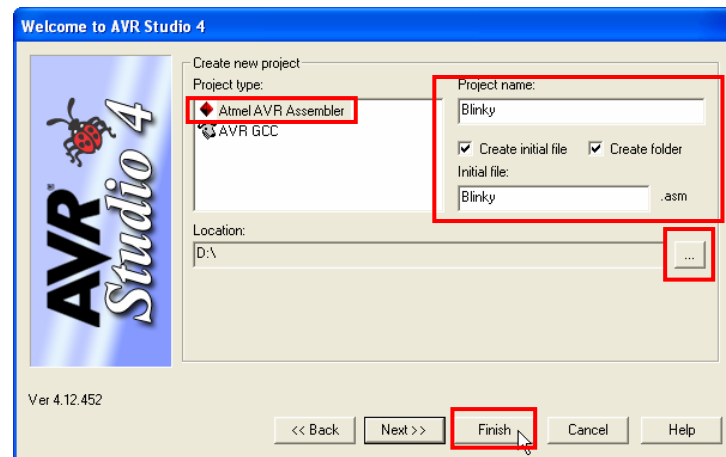 Welcome to AVR Studio 4
AVR®
Studio 4
Create new project
Project type:
Atmel AVR Assembler
AVR GCC
Project name:
Blinky
Create initial file
Create folder
Initial file:
Blinky
.asm
Location:
D:\
...
Ver 4.12.452
<< Back
Next >>
Finish
Cancel
Help